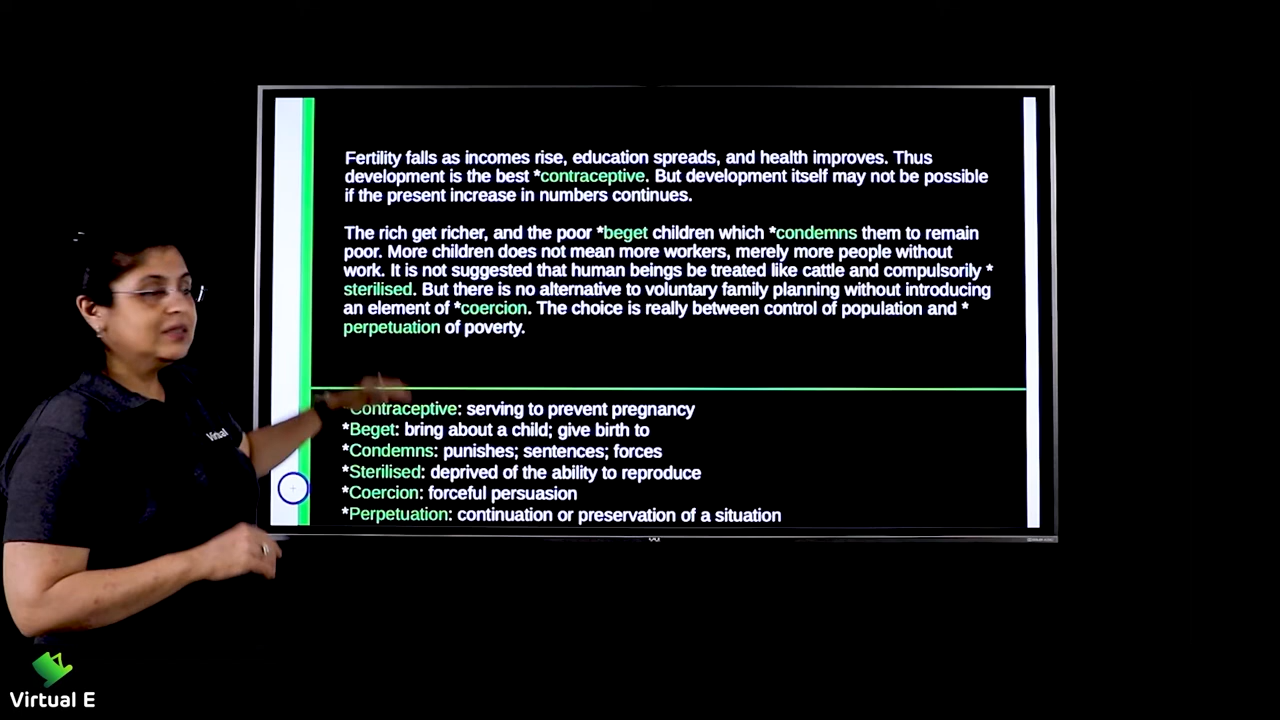 Fertility falls as incomes rise, education spreads, and health improves. Thus
development is the best *contraceptive. But development itself may not be possible
if the present increase in numbers continues.
The rich get richer, and the poor *beget children which *condemns them to remain
poor. More children does not mean more workers, merely more people without
work. It is not suggested that human beings be treated like cattle and compulsorily *
sterilised. But there is no alternative to voluntary family planning without introducing
an element of *coercion. The choice is really between control of population and *
perpetuation of poverty.
*Contraceptive: serving to prevent pregnancy
*Beget: bring about a child; give birth to
*Condemns: punishes; sentences; forces
*Sterilised: deprived of the ability to reproduce
*Coercion: forceful persuasion
*Perpetuation: continuation or preservation of a situation
Virtual
Virtual E